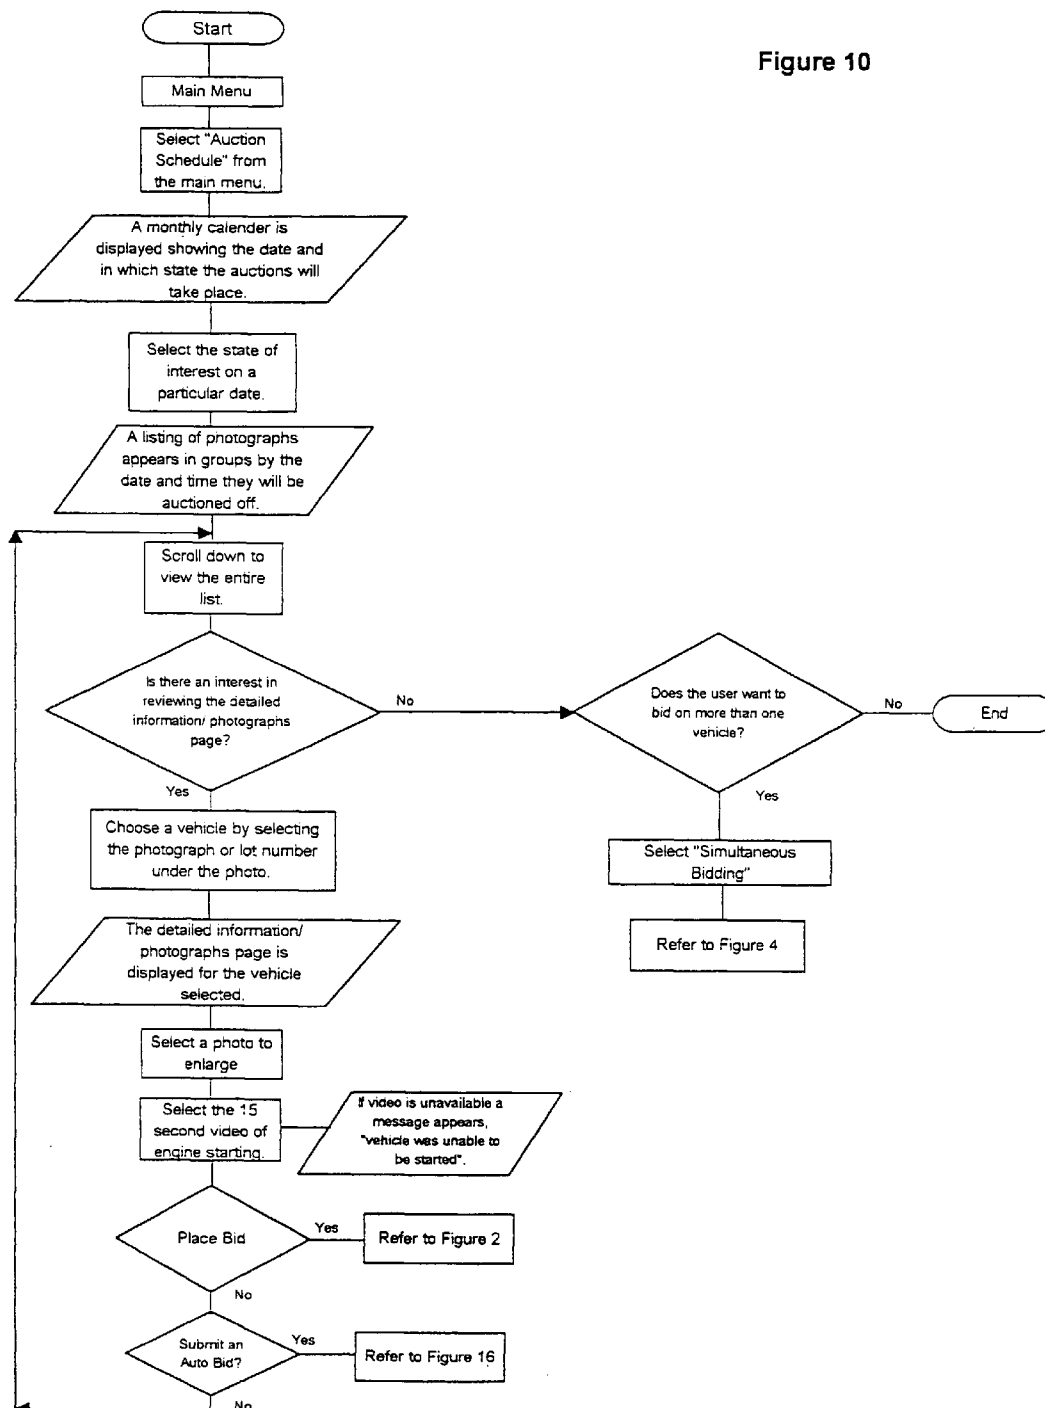 Start
Figure 10
Main Menu
Select "Auction
Schedule" from
the main menu.
A monthly calender is
displayed showing the date and
in which state the auctions will
take place.
Select the state of
interest on a
particular date.
A listing of photographs
appears in groups by the
date and time they will be
auctioned off.
Scroll down to
view the entire
list.
Is there an interest in
reviewing the detailed
information/ photographs
page?
No
Does the user want to
bid on more than one
vehicle?
No
End
Yes
Yes
Choose a vehicle by selecting
the photograph or lot number
under the photo.
Select "Simultaneous
Bidding"
Refer to Figure 4
The detailed information/
photographs page is
displayed for the vehicle
selected.
Select a photo to
enlarge
Select the 15
second video of
engine starting.
If video is unavailable a
message appears,
"vehicle was unable to
be started".
Place Bid
Yes
Refer to Figure 2
No
Submit an
Auto Bid?
Yes
Refer to Figure 16
No